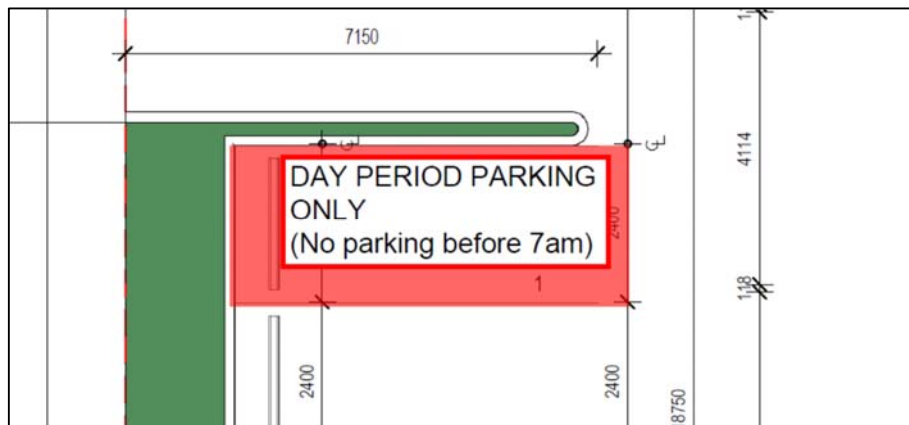 7150
DAY PERIOD PARKING
ONLY
(No parking before 7am)
2400
1
4114
118
2400
2400
8750